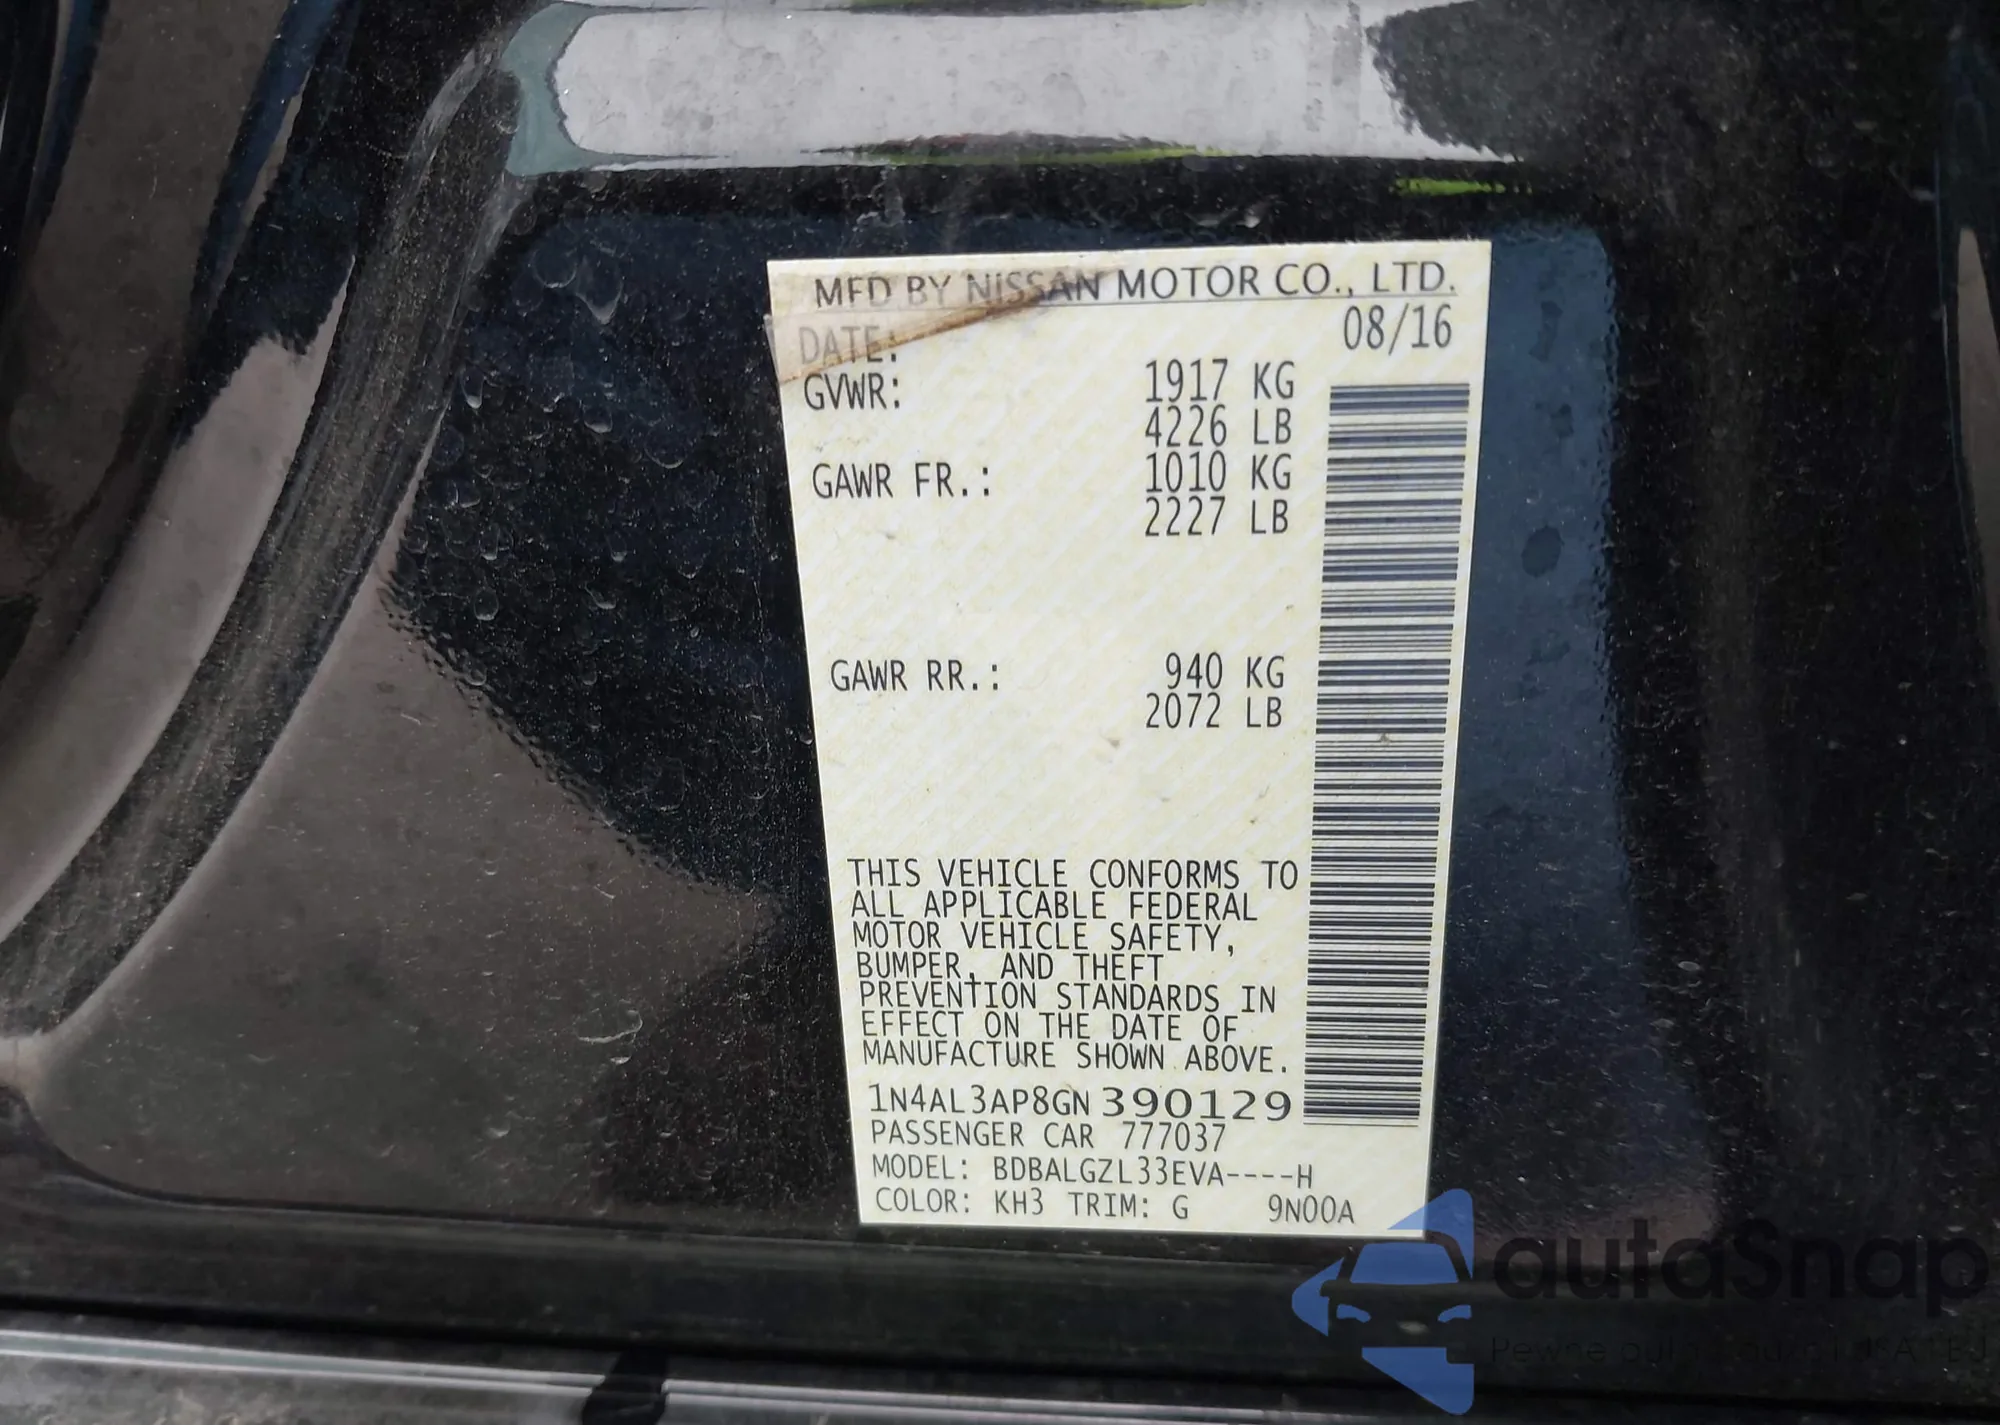 MFD BY NISSAN MOTOR CO., LTD.
DATE: 08/16
GVWR: 1917 KG
4226 LB
GAWR FR.: 1010 KG
2227 LB
GAWR RR.: 940 KG
2072 LB
THIS VEHICLE CONFORMS TO
ALL APPLICABLE FEDERAL
MOTOR VEHICLE SAFETY,
BUMPER, AND THEFT
PREVENTION STANDARDS IN
EFFECT ON THE DATE OF
MANUFACTURE SHOWN ABOVE.
1N4AL3AP8GN390129
PASSENGER CAR 777037
MODEL: BDBALGZL33EVA----H
COLOR: KH3 TRIM: G 9N00A
autaSnap
Pewne auta